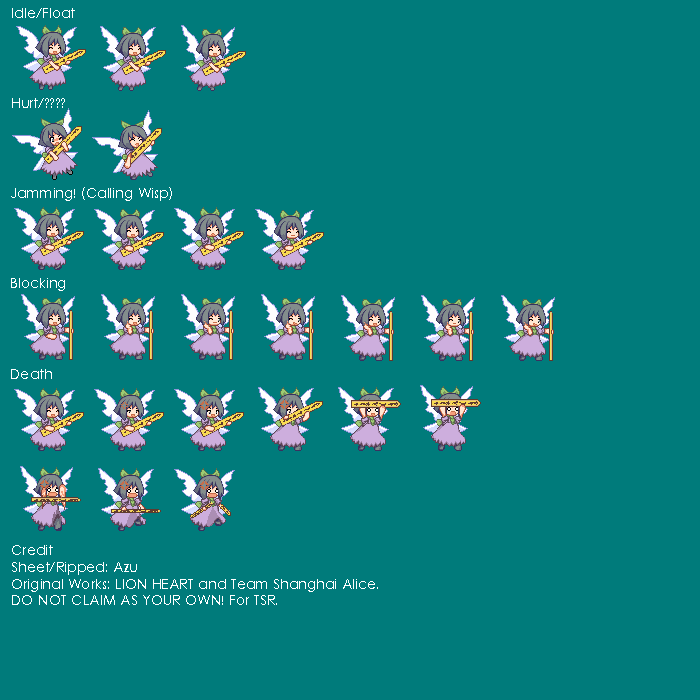 Idle/Float
Hurt/????
Jamming! (Calling Wisp)
Blocking
Death
Credit
Sheet/Ripped: Azu
Original Works: LION HEART and Team Shanghai Alice.
DO NOT CLAIM AS YOUR OWN! For TSR.